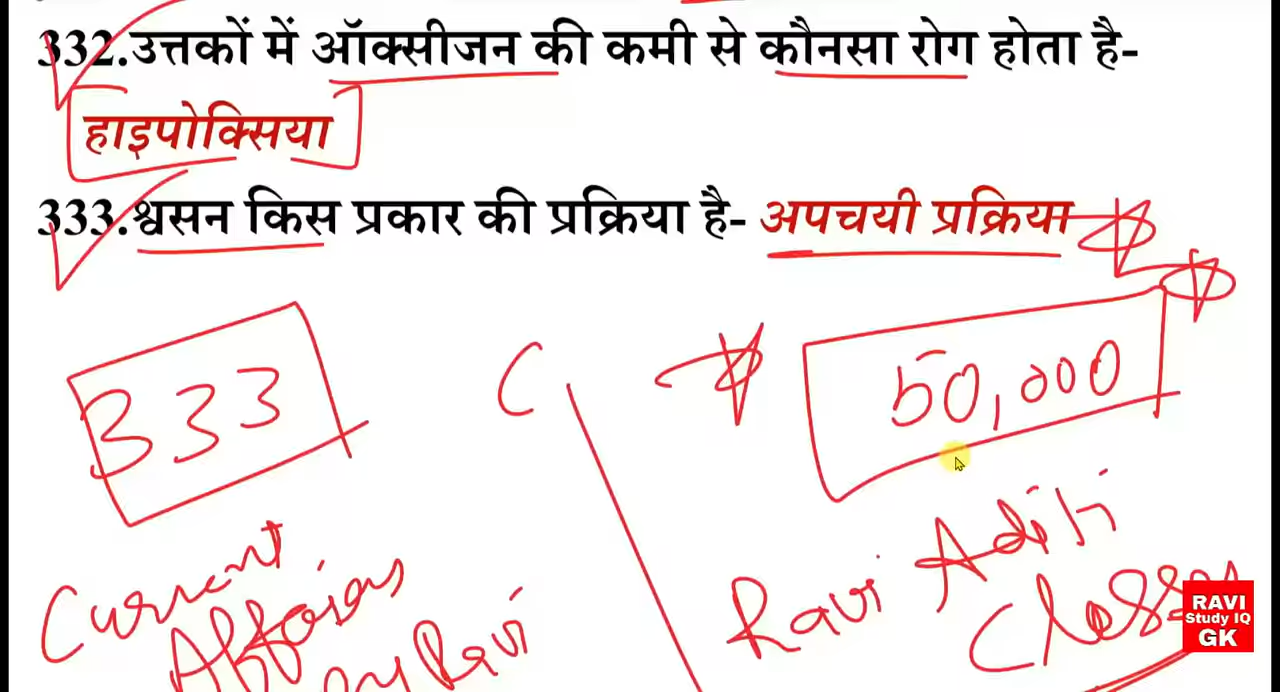 332.उत्तकों में ऑक्सीजन की कमी से कौनसा रोग होता है-
हाइपोक्सिया
333.श्वसन किस प्रकार की प्रक्रिया है- अपचयी प्रक्रिया
333
50,000
Current
Affairs
Ravi
Ravi Aditi
Classes
RAVI
Study IQ
GK